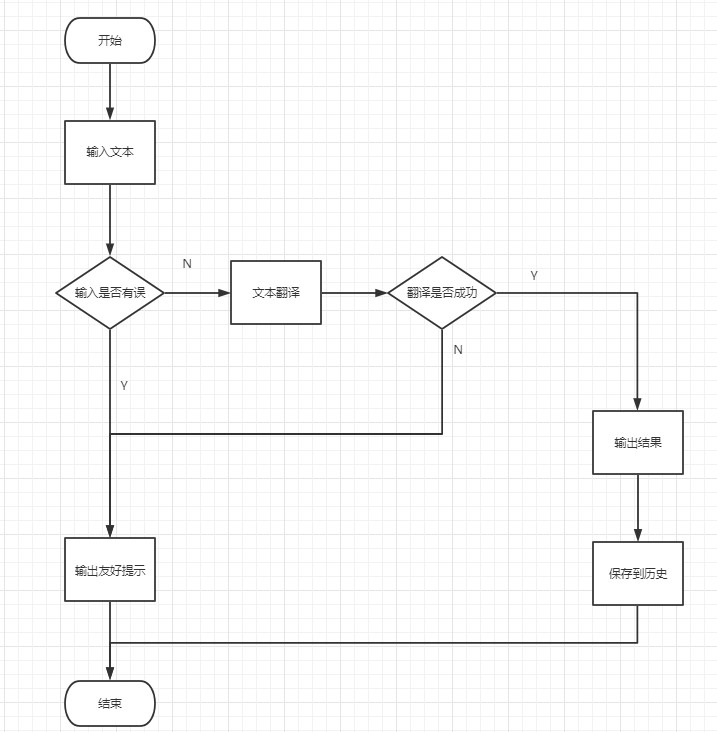 开始
输入文本
输入是否有误
N
文本翻译
翻译是否成功
Y
N
Y
输出结果
输出友好提示
保存到历史
结束